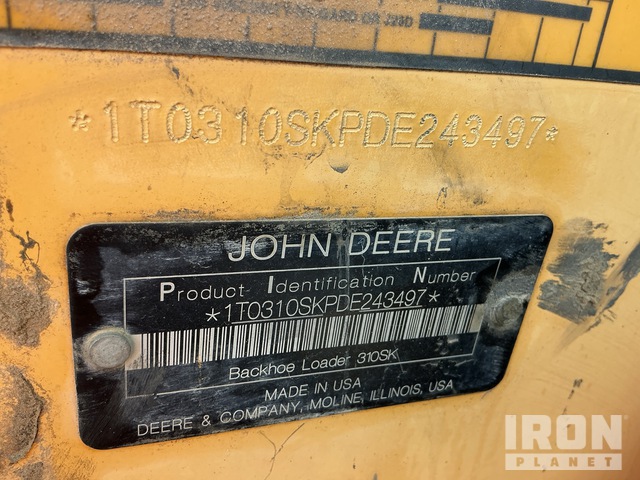 *1T0310SKPDE243497*
JOHN DEERE
Product Identification Number
*1T0310SKPDE243497*
Backhoe Loader 310SK
MADE IN USA
DEERE & COMPANY, MOLINE, ILLINOIS, USA
IRON
PLANET